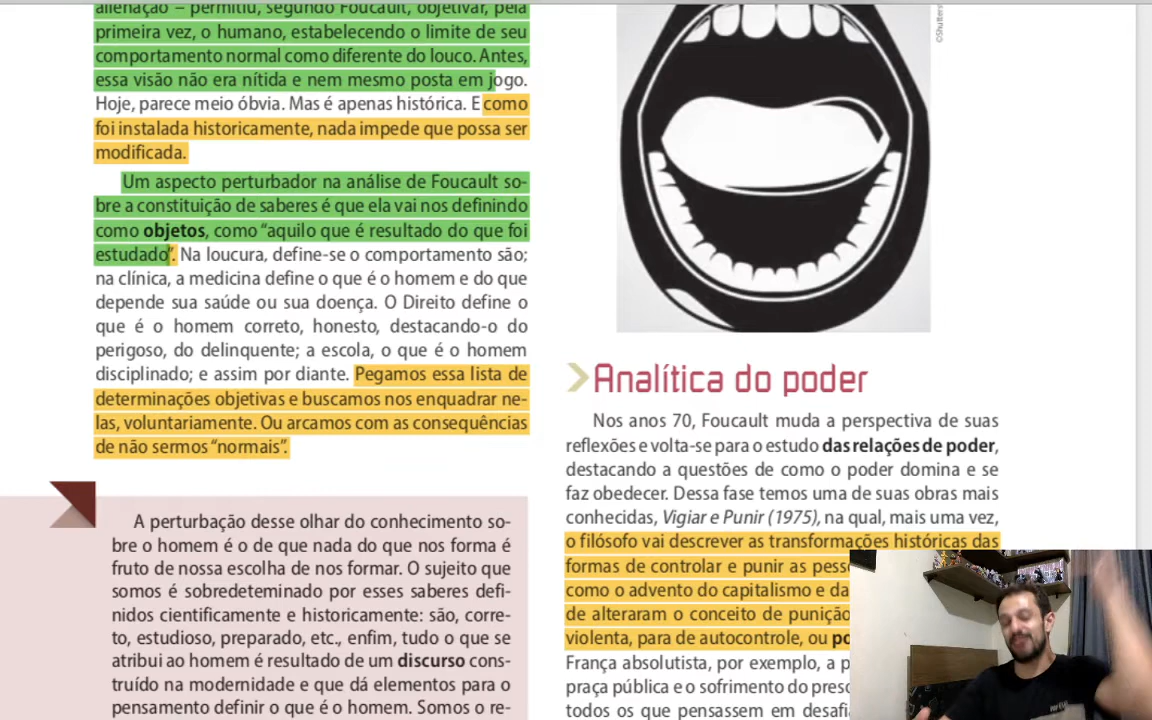 alienação – permitiu, segundo Foucault, objetivar, pela
primeira vez, o humano, estabelecendo o limite de seu
comportamento normal como diferente do louco. Antes,
essa visão não era nítida e nem mesmo posta em jogo.
Hoje, parece meio óbvia. Mas é apenas histórica. E como
foi instalada historicamente, nada impede que possa ser
modificada.
Um aspecto perturbador na análise de Foucault so-
bre a constituição de saberes é que ela vai nos definindo
como objetos, como “aquilo que é resultado do que foi
estudado”. Na loucura, define-se o comportamento são;
na clínica, a medicina define o que é o homem e do que
depende sua saúde ou sua doença. O Direito define o
que é o homem correto, honesto, destacando-o do
perigoso, do delinquente; a escola, o que é o homem
disciplinado; e assim por diante. Pegamos essa lista de
determinações objetivas e buscamos nos enquadrar ne-
las, voluntariamente. Ou arcamos com as consequências
de não sermos “normais”.
A perturbação desse olhar do conhecimento so-
bre o homem é o de que nada do que nos forma é
fruto de nossa escolha de nos formar. O sujeito que
somos é sobredeteminado por esses saberes defi-
nidos cientificamente e historicamente: são, corre-
to, estudioso, preparado, etc., enfim, tudo o que se
atribui ao homem é resultado de um discurso cons-
truído na modernidade e que dá elementos para o
pensamento definir o que é o homem. Somos o re-
©Shutters
Analítica do poder
Nos anos 70, Foucault muda a perspectiva de suas
reflexões e volta-se para o estudo das relações de poder,
destacando a questões de como o poder domina e se
faz obedecer. Dessa fase temos uma de suas obras mais
conhecidas, Vigiar e Punir (1975), na qual, mais uma vez,
o filósofo vai descrever as transformações históricas das
formas de controlar e punir as pess
como o advento do capitalismo e da
de alteraram o conceito de punição
violenta, para de autocontrole, ou po
França absolutista, por exemplo, a p
praça pública e o sofrimento do preso
todos os que pensassem em desafi